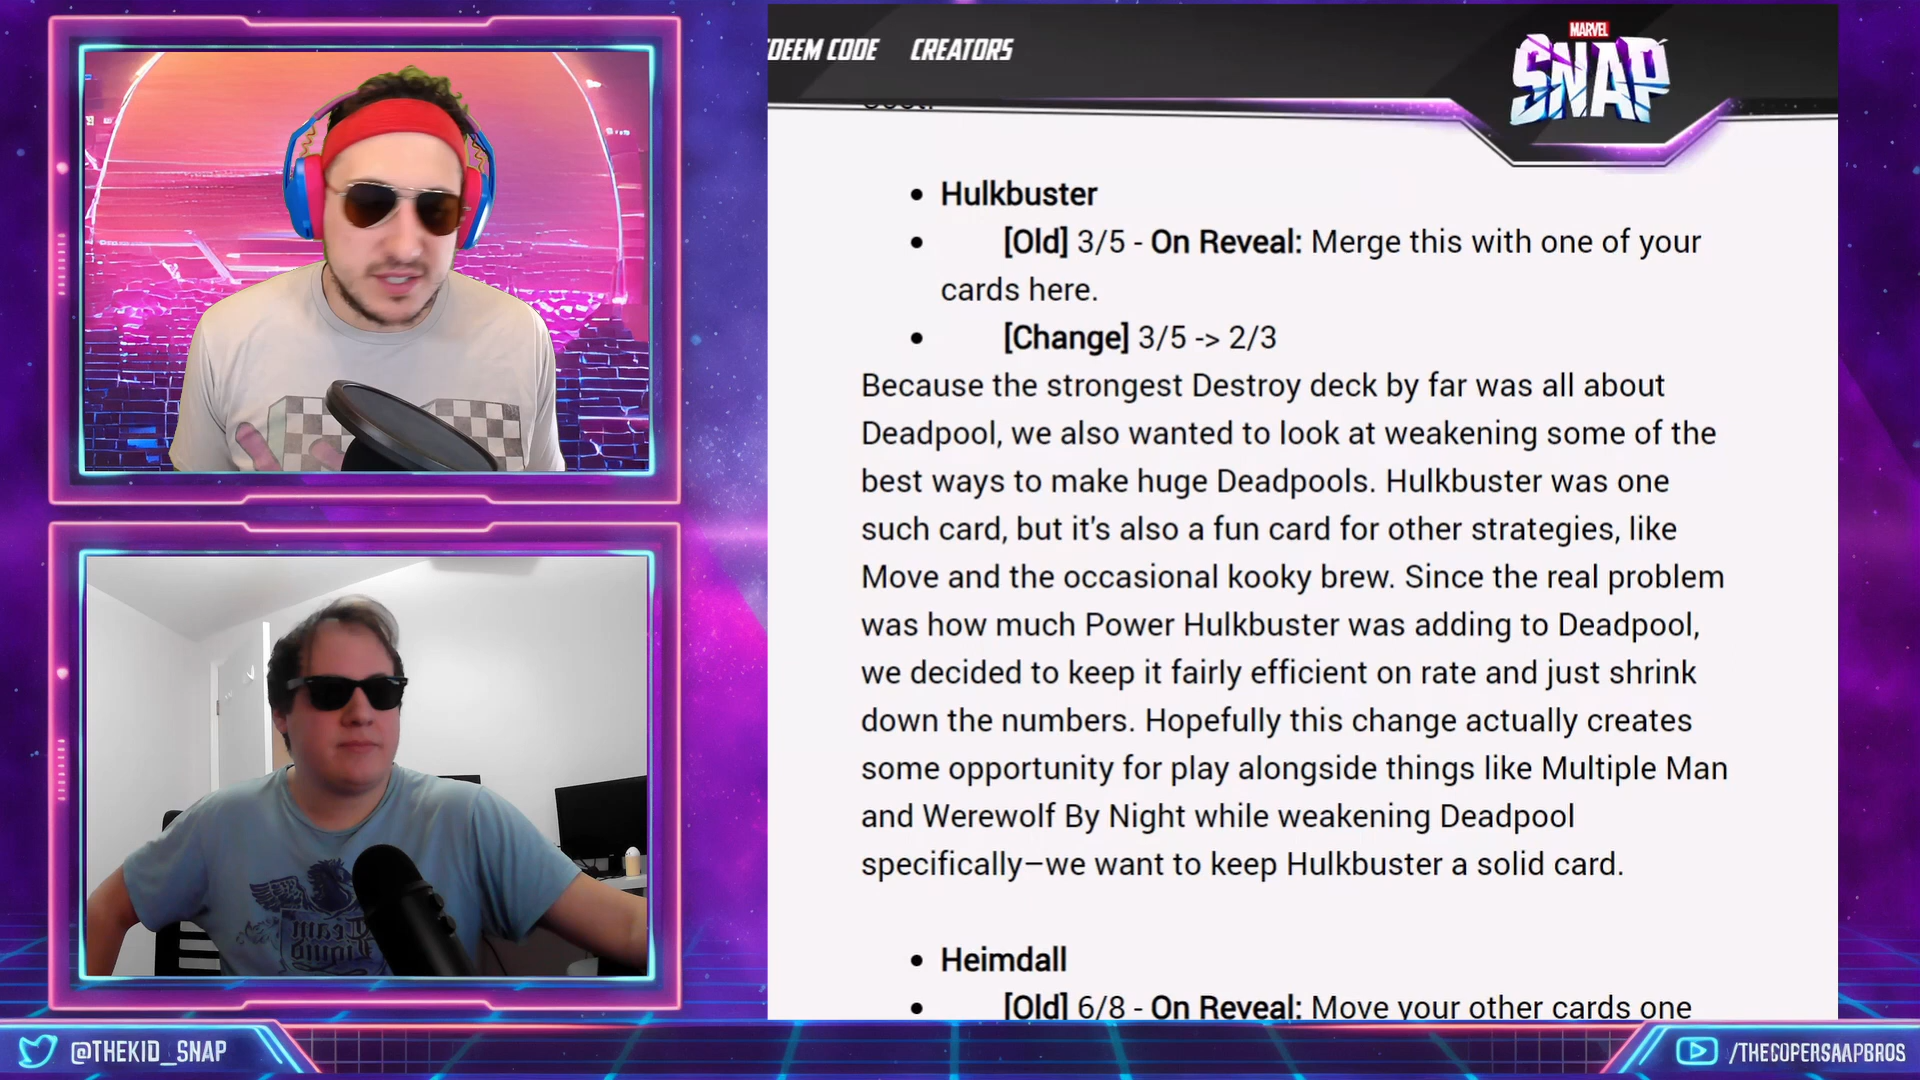 DEEM CODE CREATORS
MARVEL
SNAP
Hulkbuster
[Old] 3/5 - On Reveal: Merge this with one of your
cards here.
[Change] 3/5 -> 2/3
Because the strongest Destroy deck by far was all about
Deadpool, we also wanted to look at weakening some of the
best ways to make huge Deadpools. Hulkbuster was one
such card, but it's also a fun card for other strategies, like
Move and the occasional kooky brew. Since the real problem
was how much Power Hulkbuster was adding to Deadpool,
we decided to keep it fairly efficient on rate and just shrink
down the numbers. Hopefully this change actually creates
some opportunity for play alongside things like Multiple Man
and Werewolf By Night while weakening Deadpool
specifically–we want to keep Hulkbuster a solid card.
Heimdall
[Old] 6/8 - On Reveal: Move your other cards one
Team
Liquid
@THEKID_SNAP